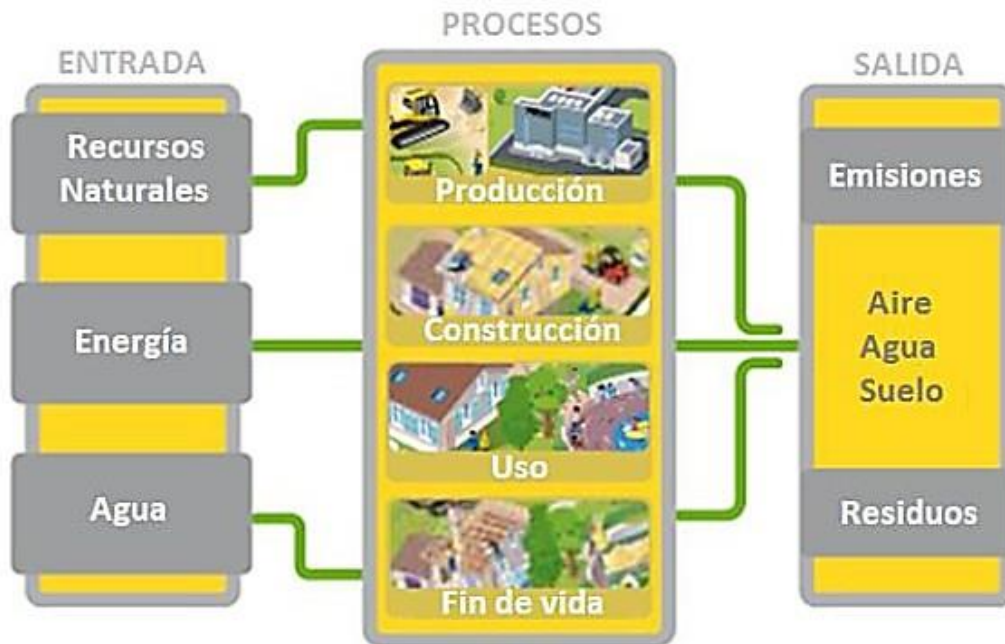 ENTRADA
Recursos
Naturales
Energía
Agua
PROCESOS
Producción
Construcción
Uso
Fin de vida
SALIDA
Emisiones
Aire
Agua
Suelo
Residuos